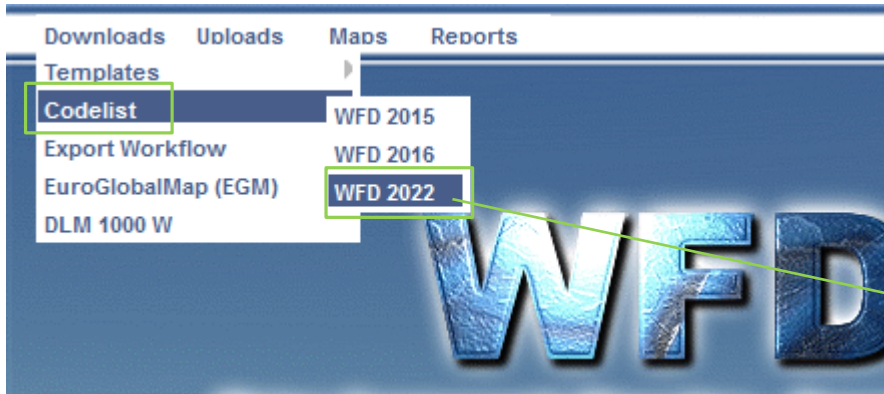 Downloads Uploads Maps Reports
Templates
Codelist
WFD 2015
Export Workflow
WFD 2016
EuroGlobalMap (EGM)
WFD 2022
DLM 1000 W
WFD